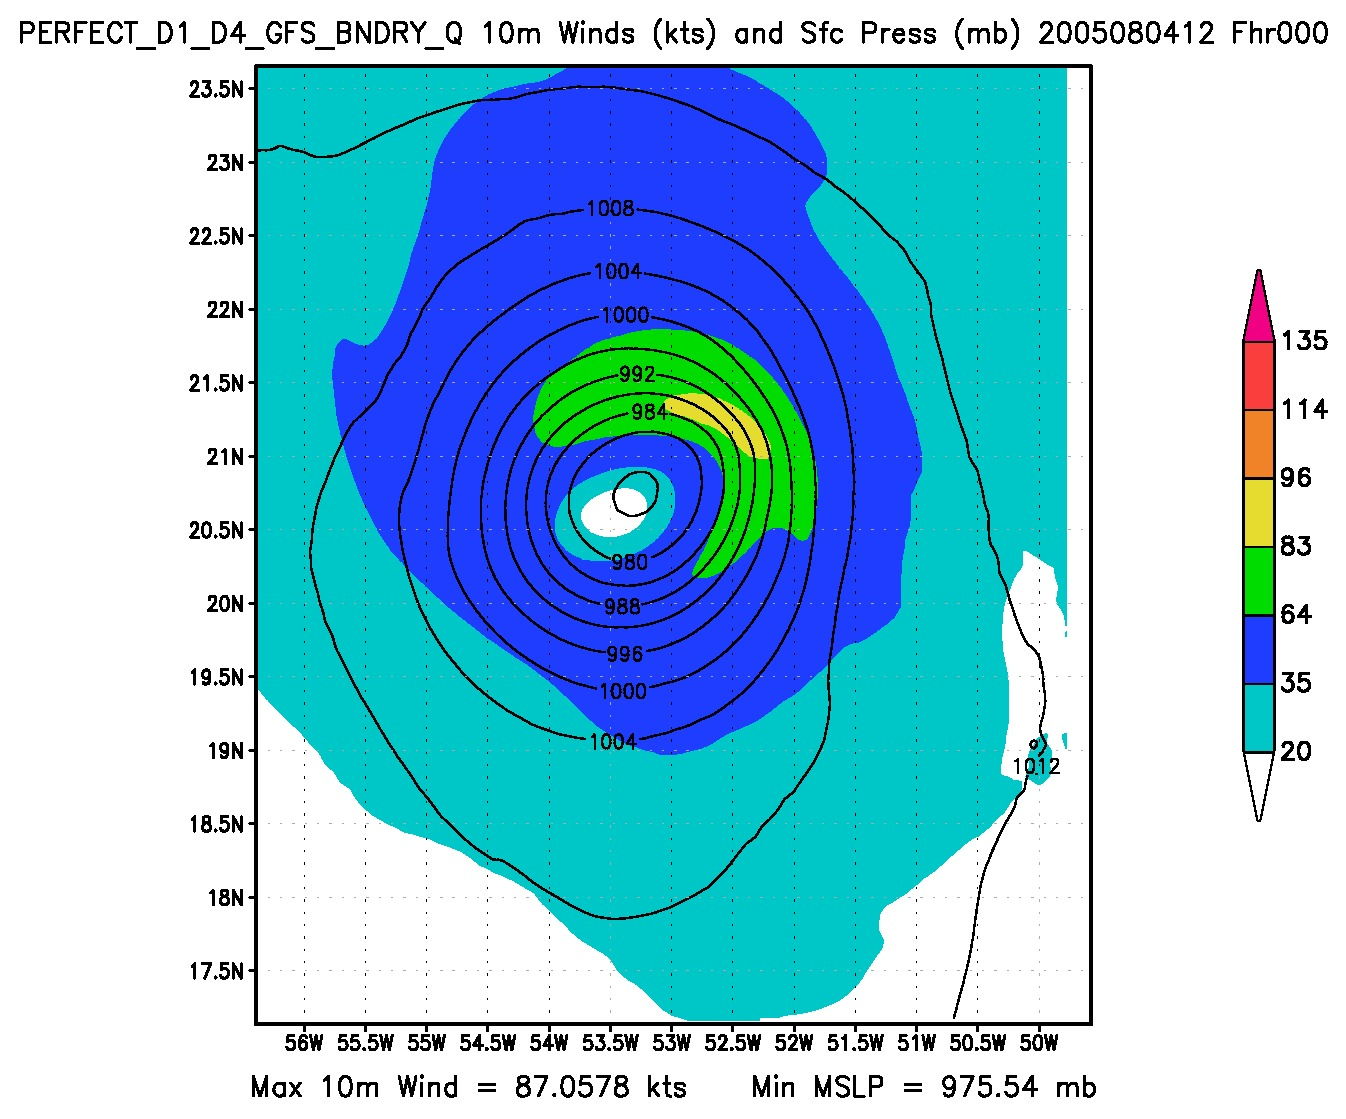 PERFECT_D1_D4_GFS_BNDRY_Q 10m Winds (kts) and Sfc Press (mb) 2005080412 Fhr000
23.5N
23N
22.5N
22N
21.5N
21N
20.5N
20N
19.5N
19N
18.5N
18N
17.5N
1008
1004
1000
992
984
980
988
996
1000
1004
1012
135
114
96
83
64
35
20
56W 55.5W 55W 54.5W 54W 53.5W 53W 52.5W 52W 51.5W 51W 50.5W 50W
Max 10m Wind = 87.0578 kts Min MSLP = 975.54 mb